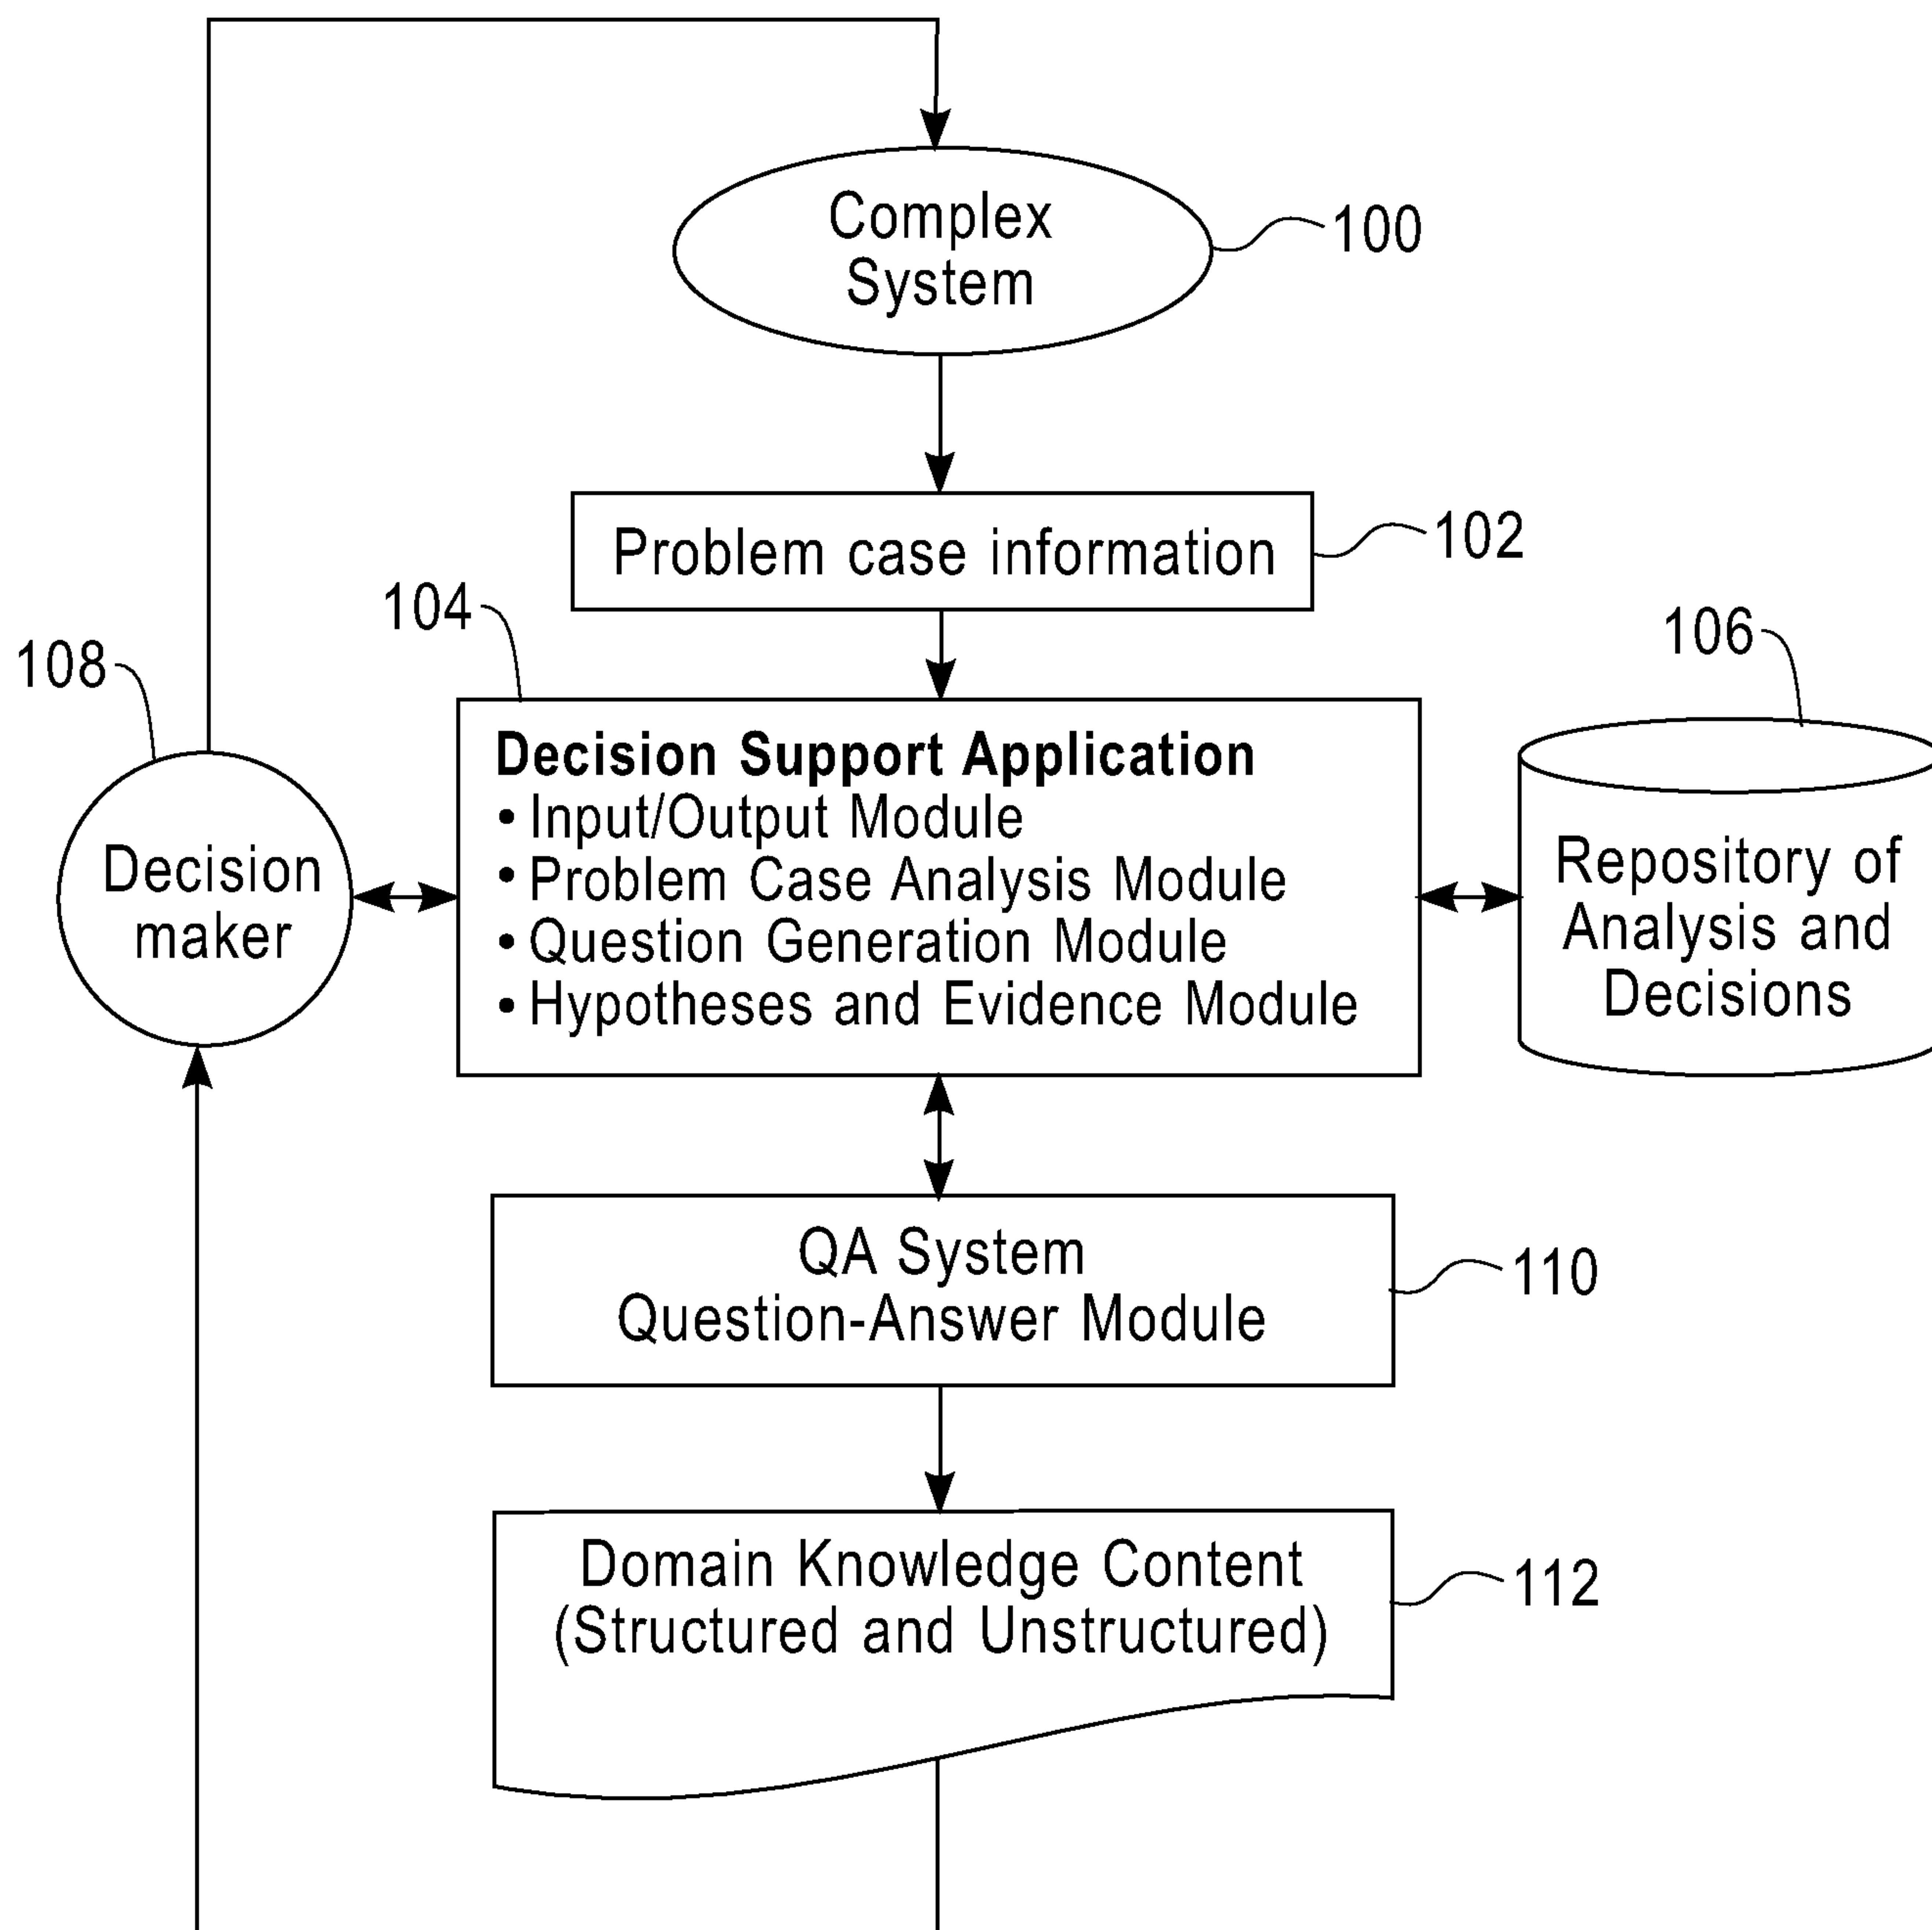 Complex
System
100
Problem case information
102
104
108
106
Decision Support Application
• Input/Output Module
• Problem Case Analysis Module
• Question Generation Module
• Hypotheses and Evidence Module
Decision
maker
Repository of
Analysis and
Decisions
QA System
Question-Answer Module
110
Domain Knowledge Content
(Structured and Unstructured)
112